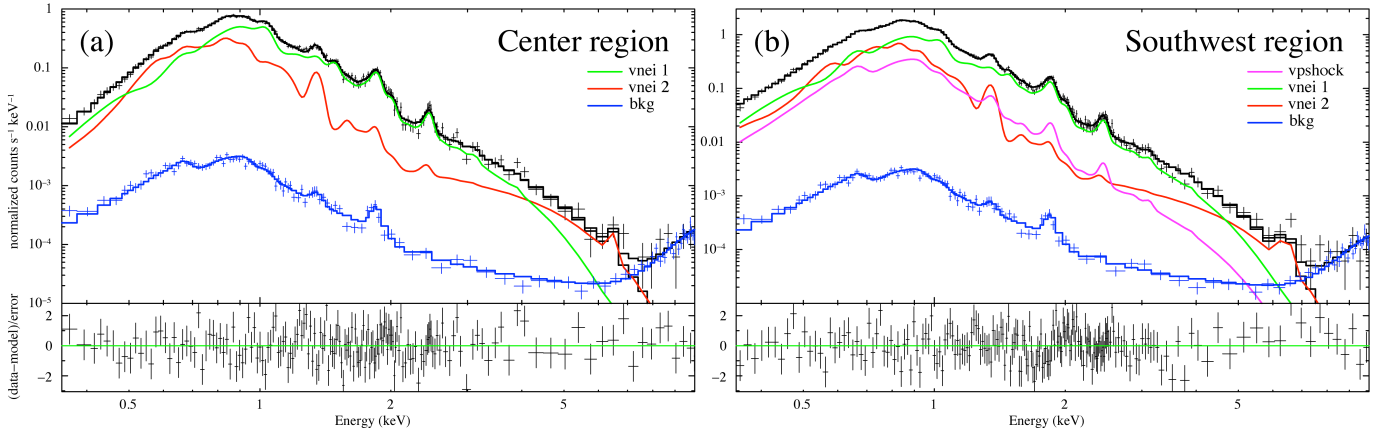 (a)
Center region
vnei 1
vnei 2
bkg
normalized counts s⁻¹ keV⁻¹
1
0.1
0.01
10⁻³
10⁻⁴
10⁻⁵
(data−model)/error
2
0
−2
0.5
1
2
5
Energy (keV)
(b)
Southwest region
vpshock
vnei 1
vnei 2
bkg
1
0.1
0.01
10⁻³
10⁻⁴
2
0
−2
0.5
1
2
5
Energy (keV)